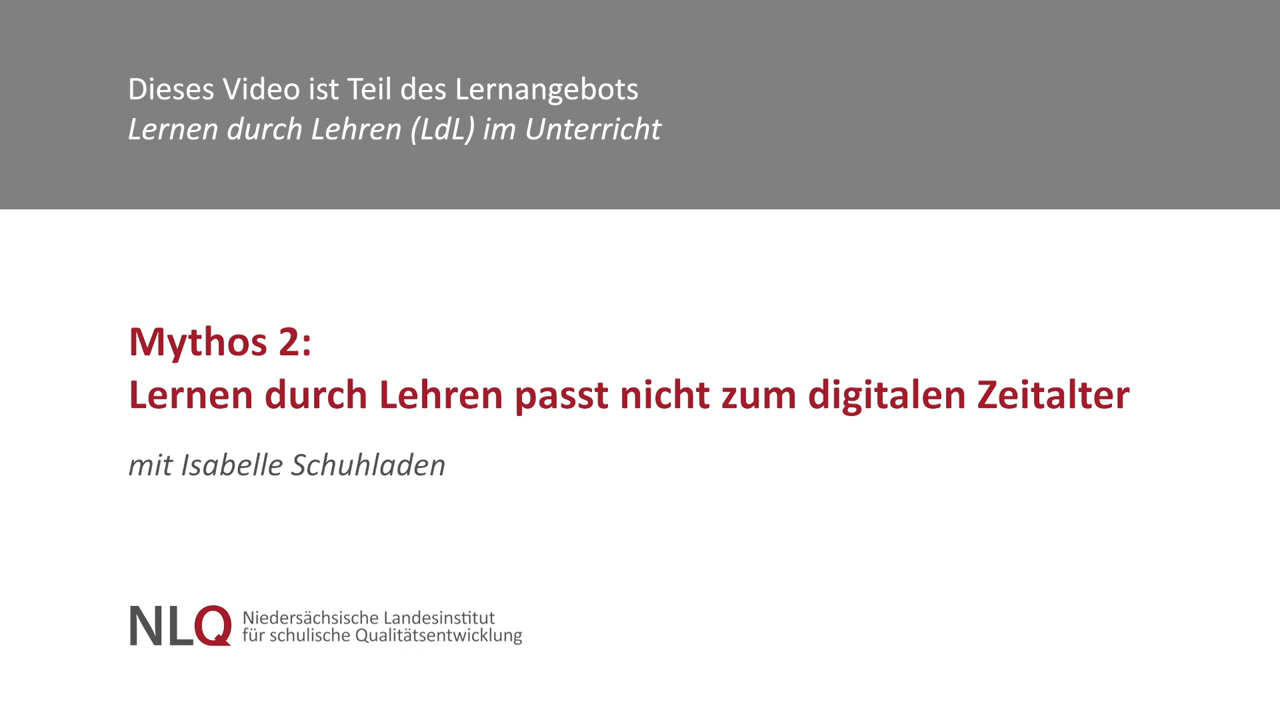 Dieses Video ist Teil des Lernangebots
Lernen durch Lehren (LdL) im Unterricht
Mythos 2:
Lernen durch Lehren passt nicht zum digitalen Zeitalter
mit Isabelle Schuhladen
NLQ
Niedersächsische Landesinstitut
für schulische Qualitätsentwicklung